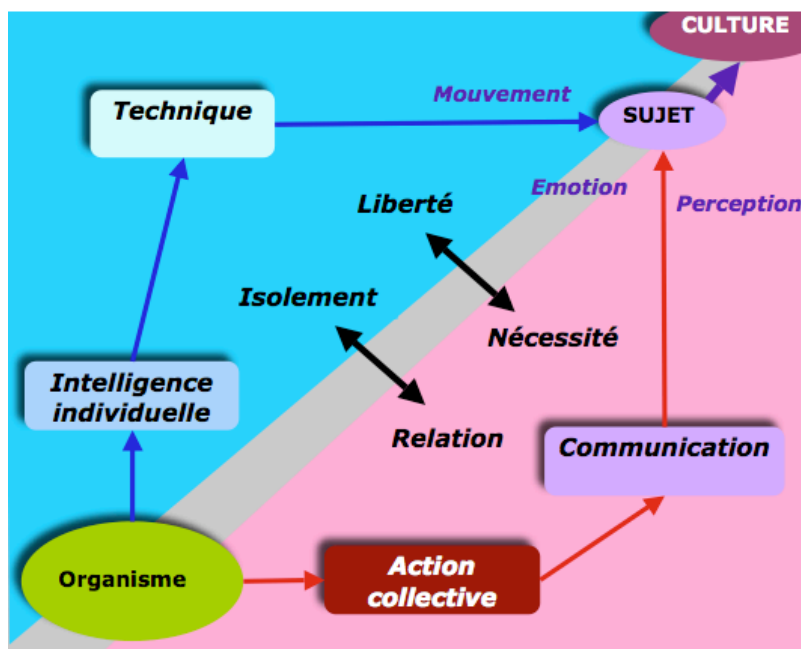 CULTURE
Technique
Mouvement
SUJET
Emotion
Perception
Liberté
Isolement
Nécessité
Intelligence
individuelle
Relation
Communication
Organisme
Action
collective